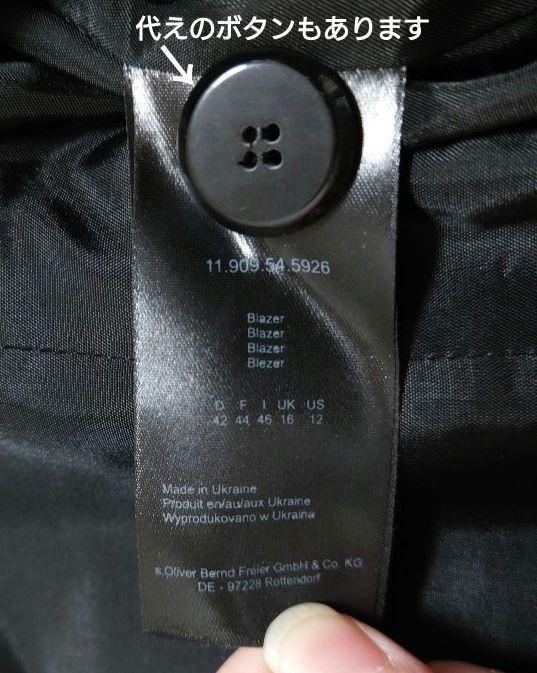 代えのボタンもあります
11.909.54.5926
Blazer
Blazer
Blazer
Blezer
D F I UK US
42 44 46 16 12
Made in Ukraine
Produit en/au/aux Ukraine
Wyprodukowano w Ukraina
s.Oliver Bernd Freier GmbH & Co. KG
DE - 97228 Rottendorf